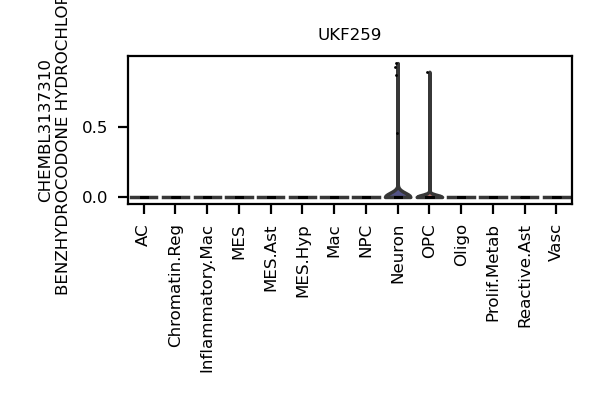 UKF259
CHEMBL3137310
BENZHYDROCODONE
0.5
0.0
AC
Chromatin.Reg
Inflammatory.Mac
MES
MES.Ast
MES.Hyp
Mac
NPC
Neuron
OPC
Oligo
Prolif.Metab
Reactive.Ast
Vasc